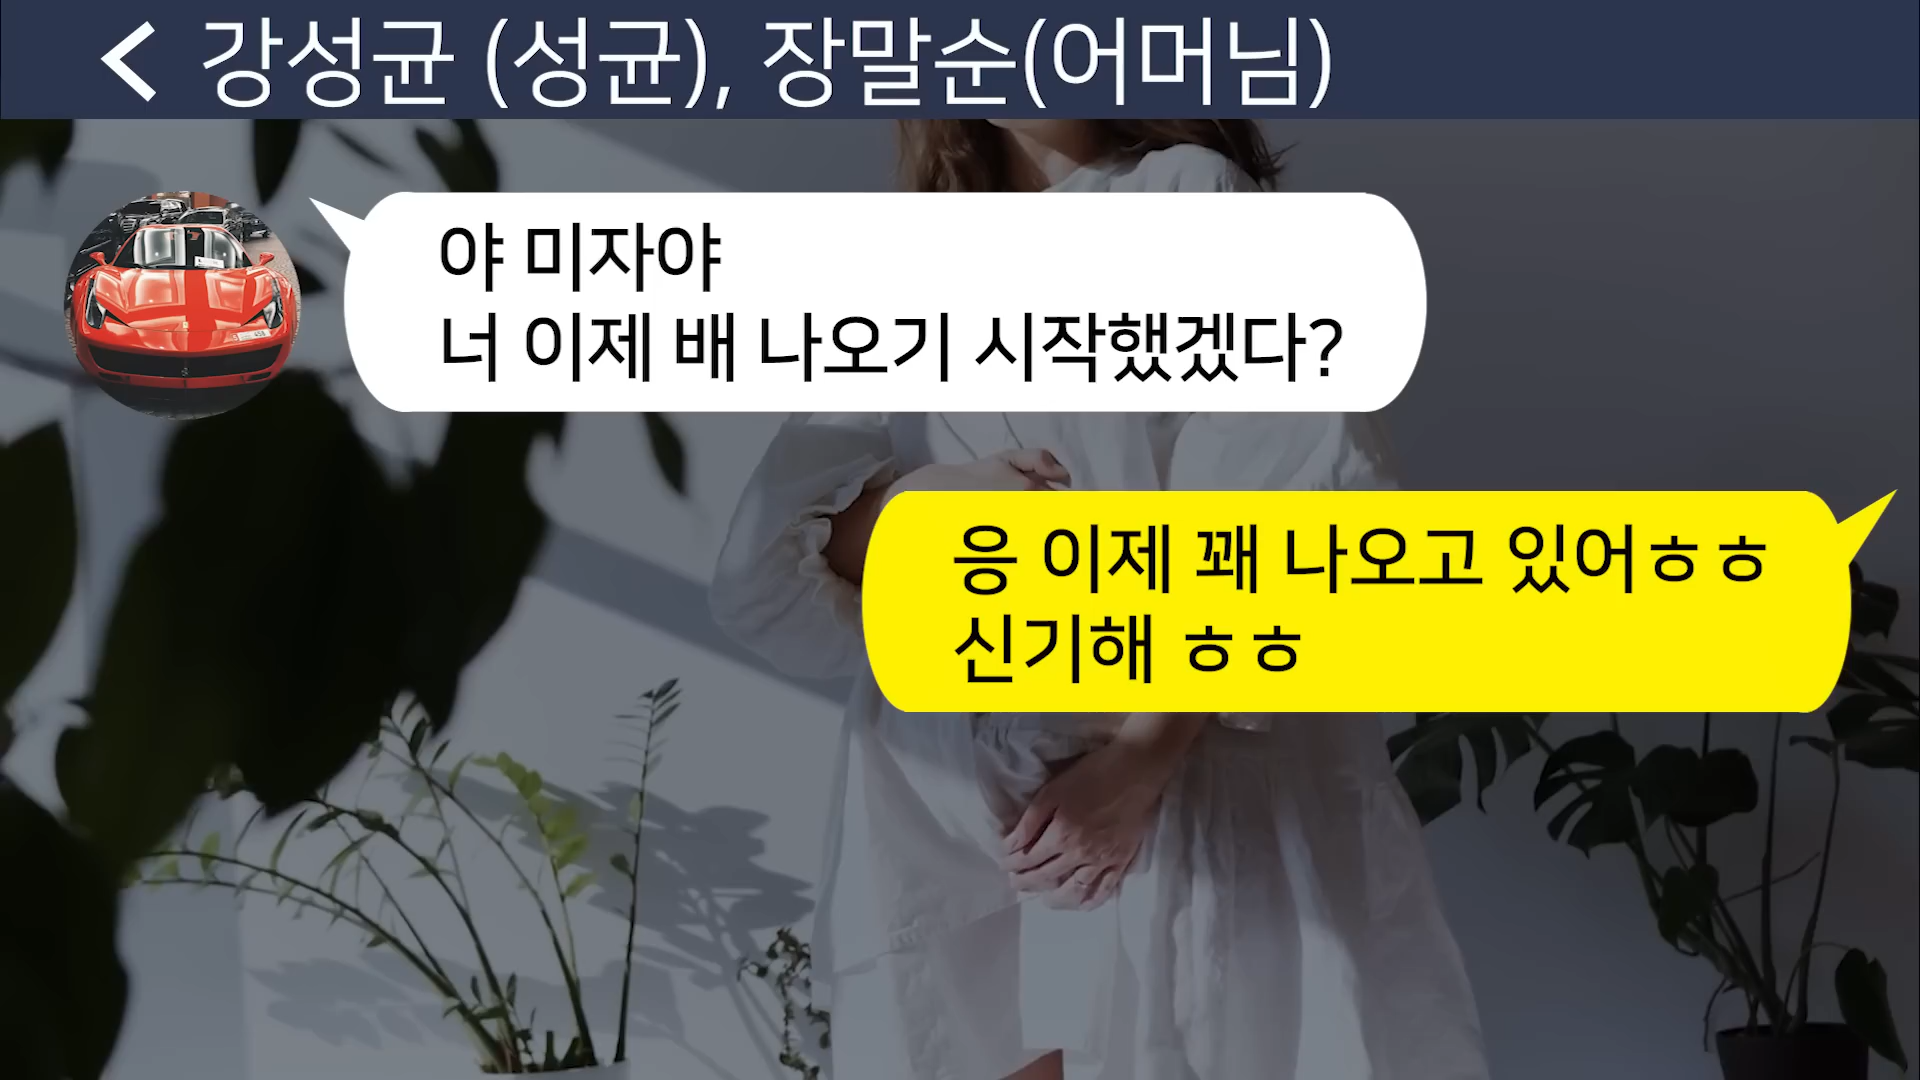 강성균 (성균), 장말순(어머님)
야 미자야
너 이제 배 나오기 시작했겠다?
응 이제 꽤 나오고 있어ㅎㅎ
신기해 ㅎㅎ